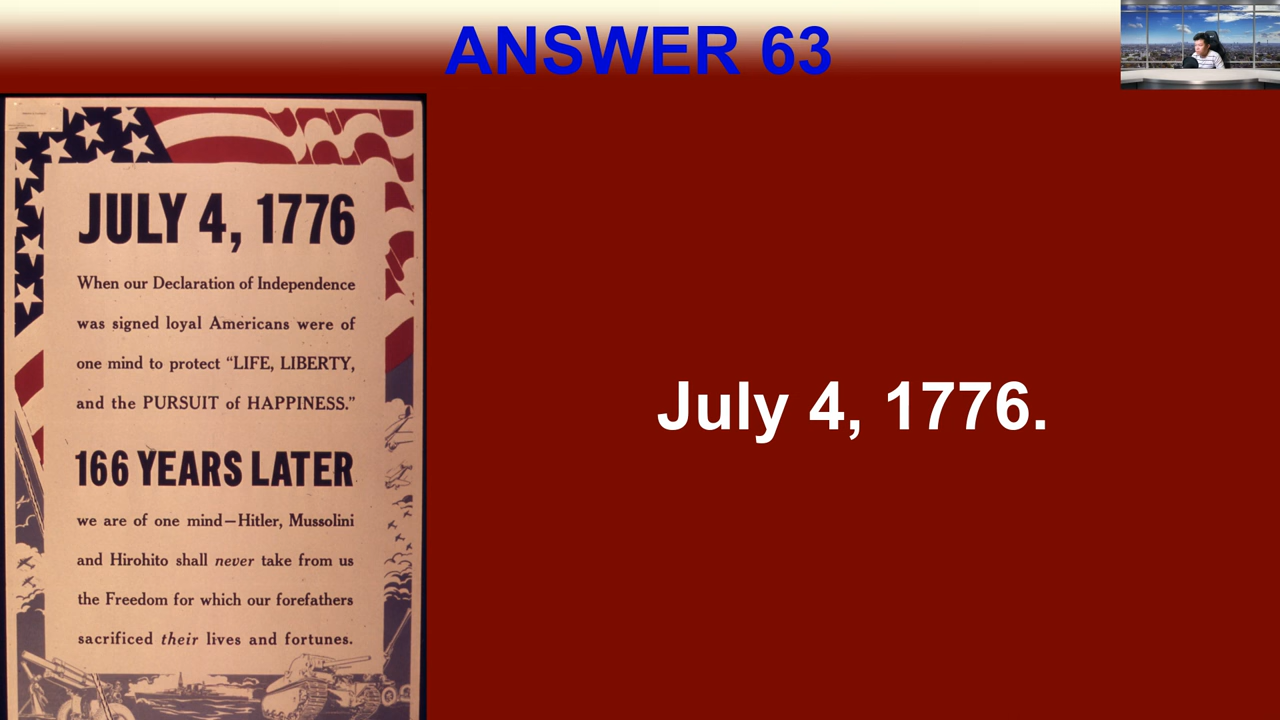 ANSWER 63
JULY 4, 1776
When our Declaration of Independence
was signed loyal Americans were of
one mind to protect “LIFE, LIBERTY,
and the PURSUIT of HAPPINESS.”
166 YEARS LATER
we are of one mind—Hitler, Mussolini
and Hirohito shall never take from us
the Freedom for which our forefathers
sacrificed their lives and fortunes.
July 4, 1776.